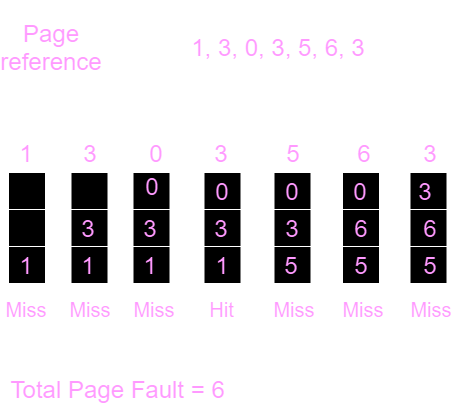 Page
reference
1, 3, 0, 3, 5, 6, 3
1 3 0 3 5 6 3
0 0 0 0 3
3 3 3 3 6 6
1 1 1 1 5 5 5
Miss Miss Miss Hit Miss Miss Miss
Total Page Fault = 6